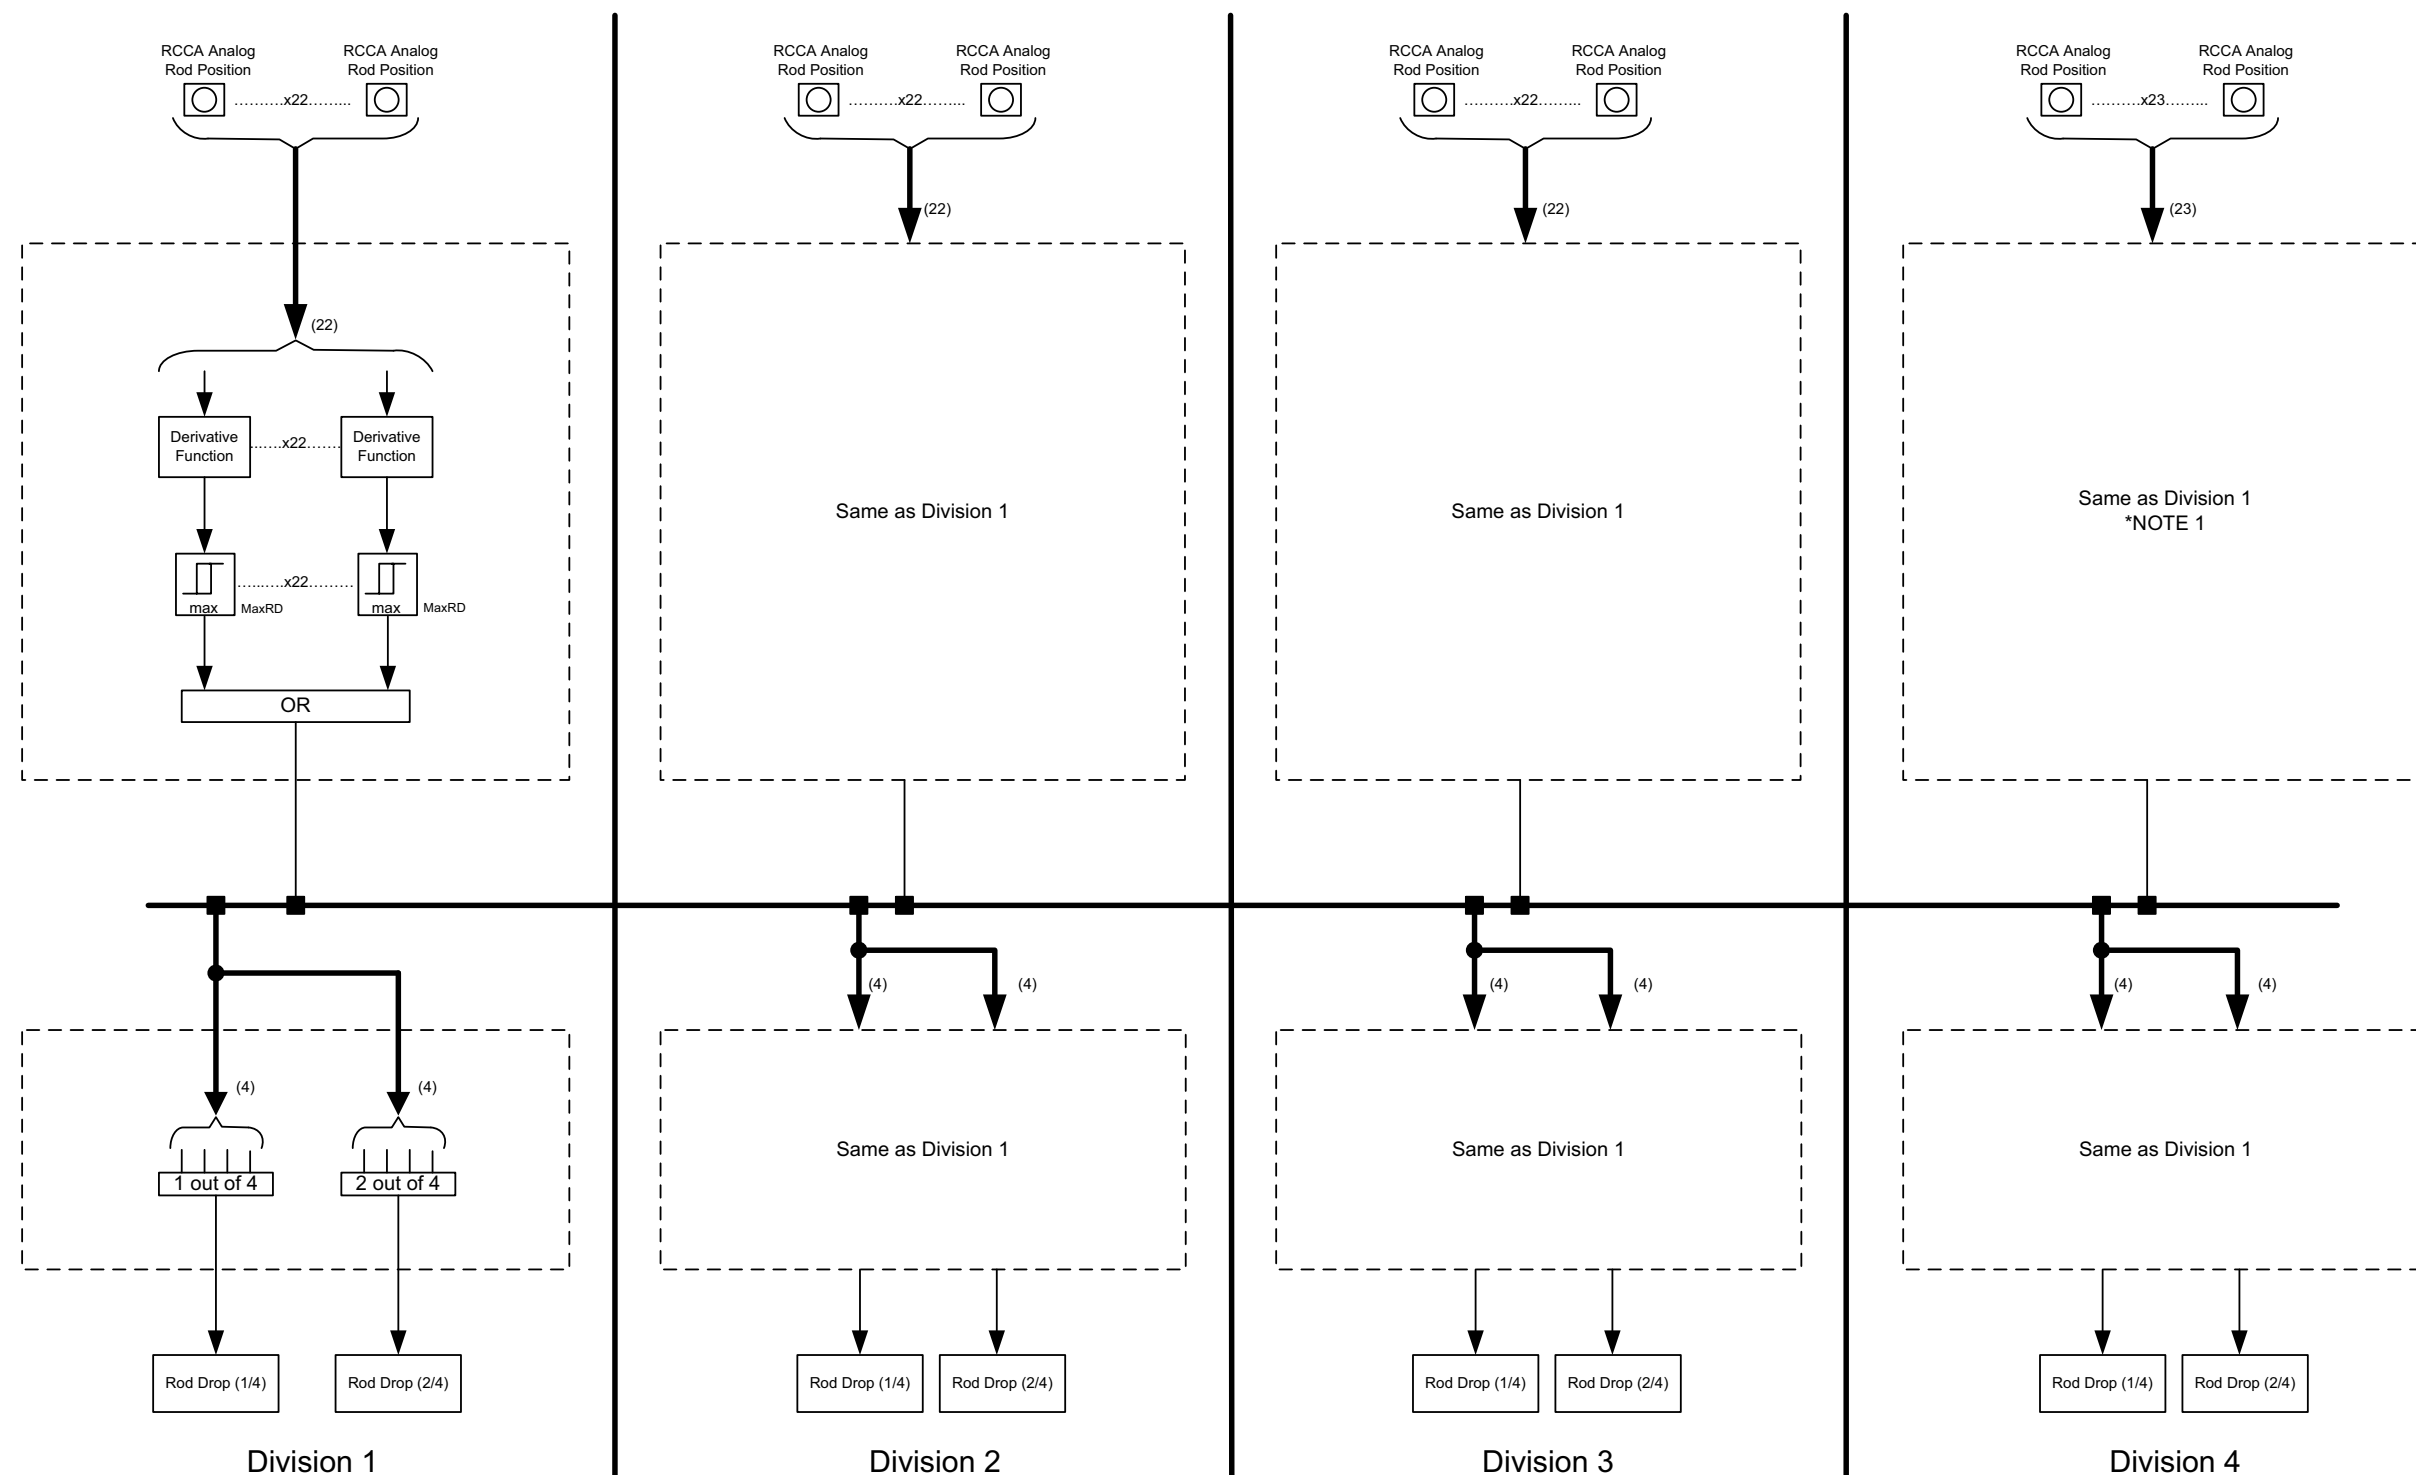 RCCA Analog
Rod Position
RCCA Analog
Rod Position
..........x22.........
(22)
Derivative
Function
.......x22.......
Derivative
Function
max
MaxRD
.........x22.........
max
MaxRD
OR
(4)
(4)
1 out of 4
2 out of 4
Rod Drop (1/4)
Rod Drop (2/4)
Division 1
RCCA Analog
Rod Position
RCCA Analog
Rod Position
..........x22.........
(22)
Same as Division 1
(4)
(4)
Same as Division 1
Rod Drop (1/4)
Rod Drop (2/4)
Division 2
RCCA Analog
Rod Position
RCCA Analog
Rod Position
..........x22.........
(22)
Same as Division 1
(4)
(4)
Same as Division 1
Rod Drop (1/4)
Rod Drop (2/4)
Division 3
RCCA Analog
Rod Position
RCCA Analog
Rod Position
..........x23.........
(23)
Same as Division 1
*NOTE 1
(4)
(4)
Same as Division 1
Rod Drop (1/4)
Rod Drop (2/4)
Division 4